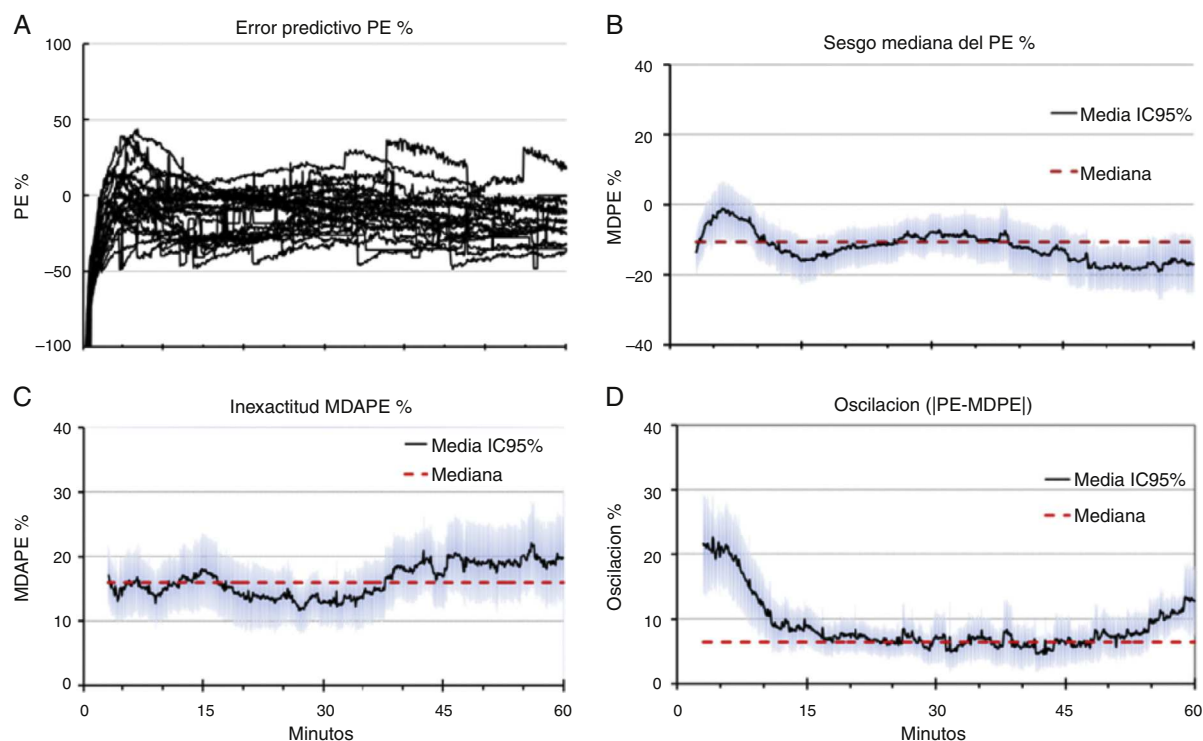 A
Error predictivo PE %
100
50
0
–50
–100
PE %
B
Sesgo mediana del PE %
40
20
0
–20
–40
MDPE %
Media IC95%
Mediana
C
Inexactitud MDAPE %
40
30
20
10
0
MDAPE %
Media IC95%
Mediana
0 15 30 45 60
Minutos
D
Oscilacion (|PE-MDPE|)
40
30
20
10
0
Oscilacion %
Media IC95%
Mediana
0 15 30 45 60
Minutos